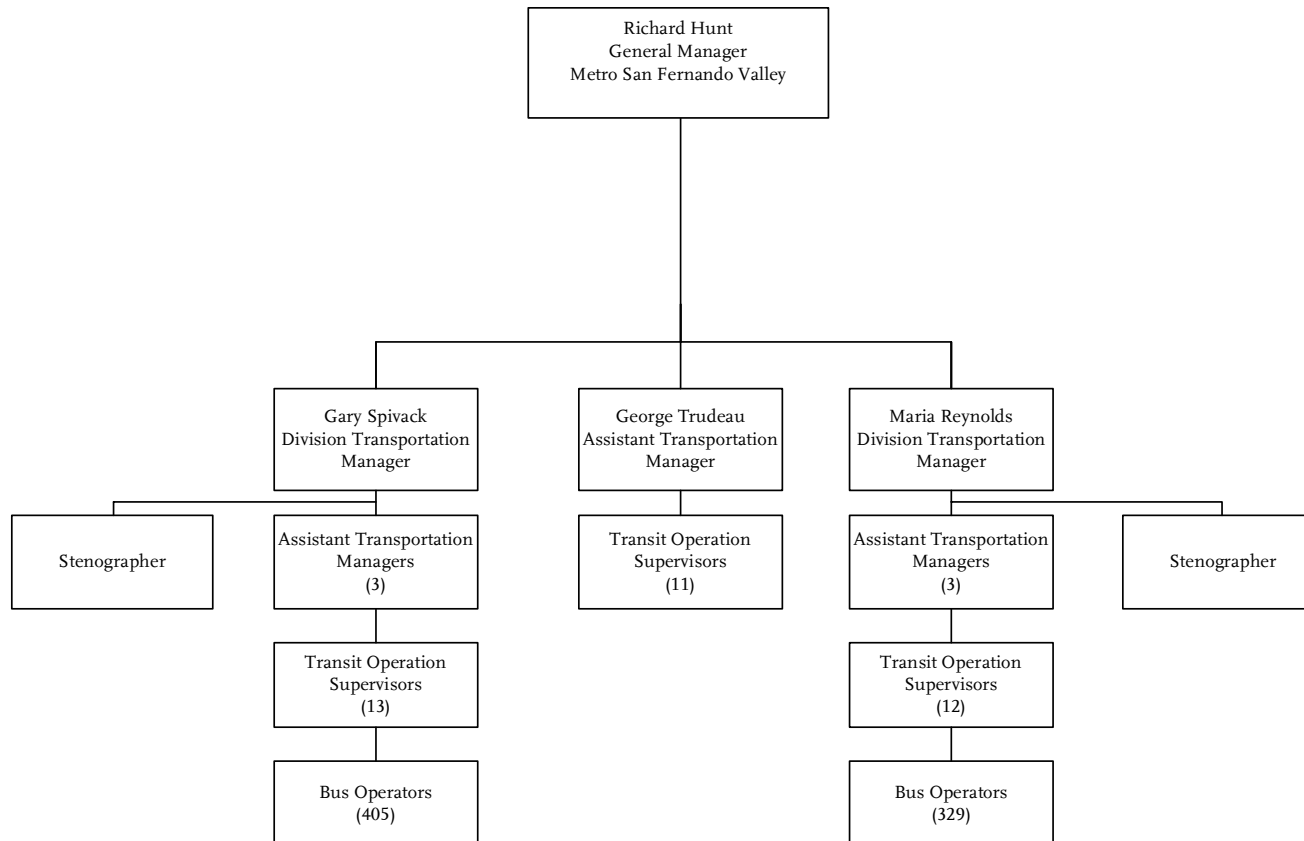 Richard Hunt
General Manager
Metro San Fernando Valley
Gary Spivack
Division Transportation
Manager
George Trudeau
Assistant Transportation
Manager
Maria Reynolds
Division Transportation
Manager
Stenographer
Assistant Transportation
Managers
(3)
Transit Operation
Supervisors
(11)
Assistant Transportation
Managers
(3)
Stenographer
Transit Operation
Supervisors
(13)
Transit Operation
Supervisors
(12)
Bus Operators
(405)
Bus Operators
(329)